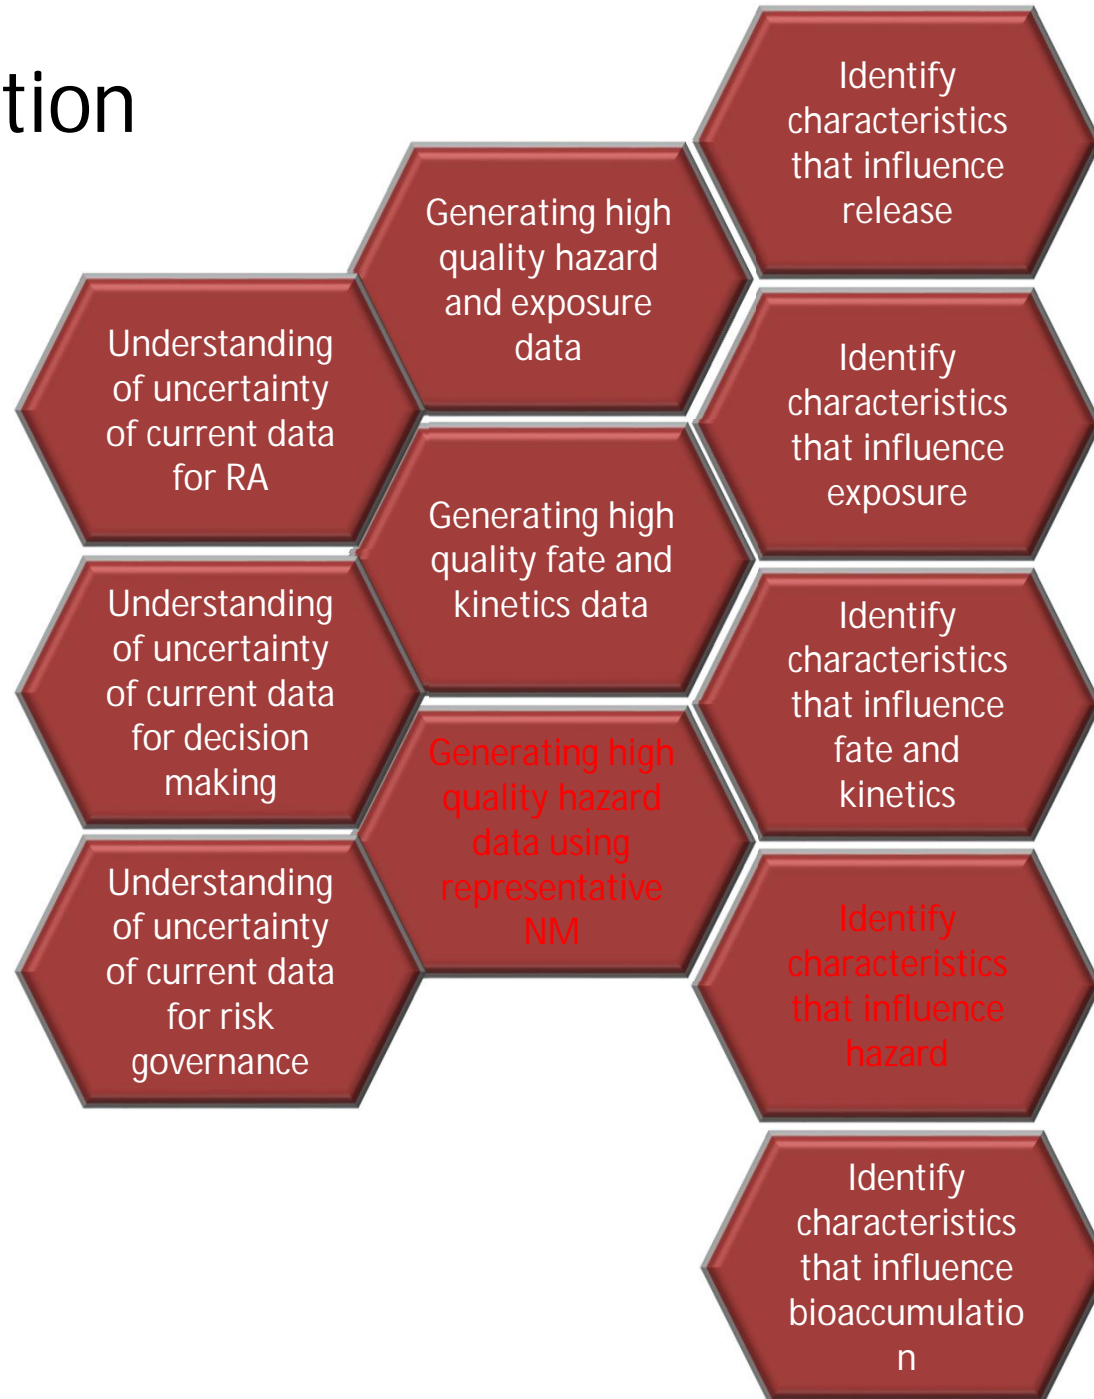 tion
Understanding
of uncertainty
of current data
for RA
Understanding
of uncertainty
of current data
for decision
making
Understanding
of uncertainty
of current data
for risk
governance
Generating high
quality hazard
and exposure
data
Generating high
quality fate and
kinetics data
Generating high
quality hazard
data using
representative
NM
Identify
characteristics
that influence
release
Identify
characteristics
that influence
exposure
Identify
characteristics
that influence
fate and
kinetics
Identify
characteristics
that influence
hazard
Identify
characteristics
that influence
bioaccumulatio
n